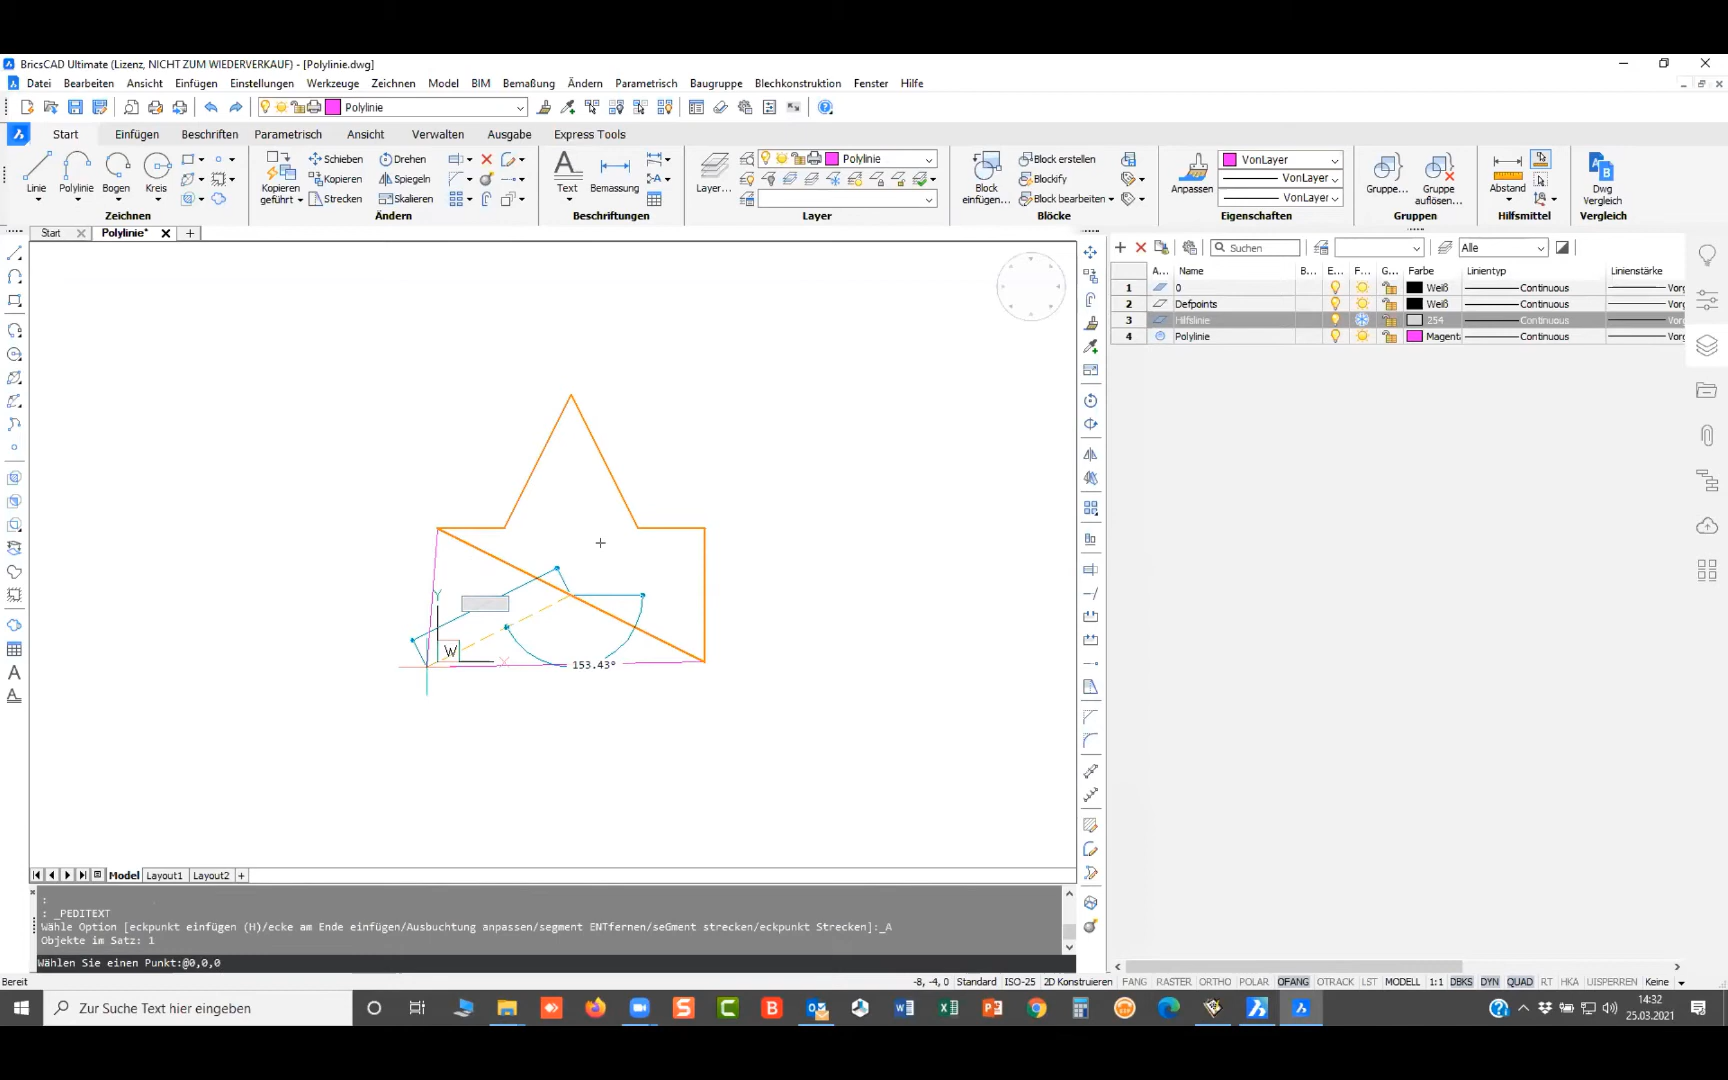 BricsCAD Ultimate (Lizenz, NICHT ZUM WIEDERVERKAUF) - [Polylinie.dwg]
Datei Bearbeiten Ansicht Einfügen Einstellungen Werkzeuge Zeichnen Model BIM Bemaßung Ändern Parametrisch Baugruppe Blechkonstruktion Fenster Hilfe
Polylinie
Start Einfügen Beschriften Parametrisch Ansicht Verwalten Ausgabe Express Tools
Schieben Drehen Polylinie Block erstellen VonLayer
Linie Polylinie Bogen Kreis Kopieren geführt Kopieren Spiegeln Text Bemassung Layer... Block einfügen... Blockify Anpassen VonLayer Gruppe... Gruppe auflösen... Abstand Dwg Vergleich
Strecken Skalieren Block bearbeiten VonLayer
Zeichnen Ändern Beschriftungen Layer Blöcke Eigenschaften Gruppen Hilfsmittel Vergleich
Start Polylinie*
Suchen Alle
A... Name B... E... F... G... Farbe Linientyp Linienstärke
1 0 Weiß Continuous Vorg
2 Defpoints Weiß Continuous Vorg
3 Hilfslinie 254 Continuous Vorg
4 Polylinie Magenta Continuous Vorg
Y
W
X
153.43°
Model Layout1 Layout2
:
: _PEDITEXT
Wähle Option [eckpunkt einfügen (H)/ecke am Ende einfügen/Ausbuchtung anpassen/segment ENTfernen/seGment strecken/eckpunkt Strecken]:_A
Objekte im Satz: 1
Wählen Sie einen Punkt:@0,0,0
Bereit -8, -4, 0 Standard ISO-25 2D Konstruieren FANG RASTER ORTHO POLAR OFANG OTRACK LST MODELL 1:1 DBKS DYN QUAD RT HKA UISPERREN Keine
Zur Suche Text hier eingeben
14:32
25.03.2021